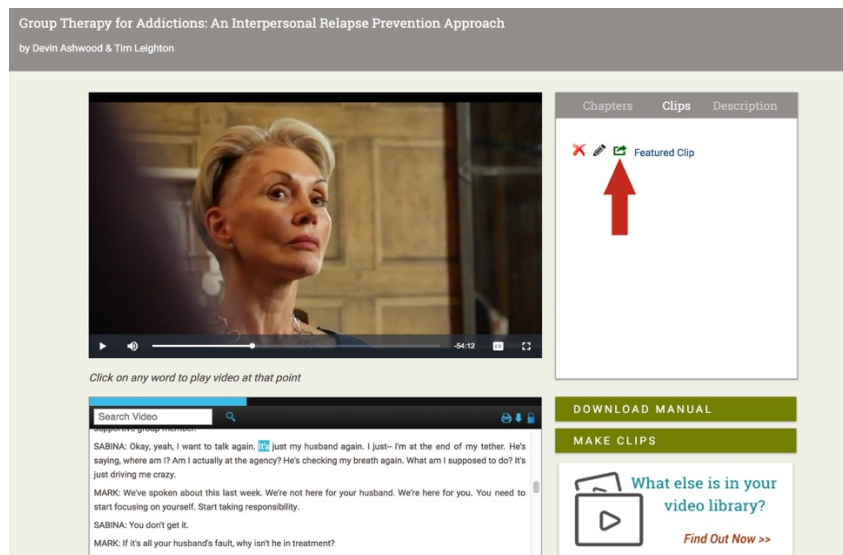 Group Therapy for Addictions: An Interpersonal Relapse Prevention Approach
by Devin Ashwood & Tim Leighton
Chapters Clips Description
Featured Clip
-54:12
Click on any word to play video at that point
Search Video
supportive group member.
SABINA: Okay, yeah, I want to talk again. It's just my husband again. I just– I'm at the end of my tether. He's
saying, where am I? Am I actually at the agency? He's checking my breath again. What am I supposed to do? It's
just driving me crazy.
MARK: We've spoken about this last week. We're not here for your husband. We're here for you. You need to
start focusing on yourself. Start taking responsibility.
SABINA: You don't get it.
MARK: If it's all your husband's fault, why isn't he in treatment?
DOWNLOAD MANUAL
MAKE CLIPS
What else is in your
video library?
Find Out Now >>